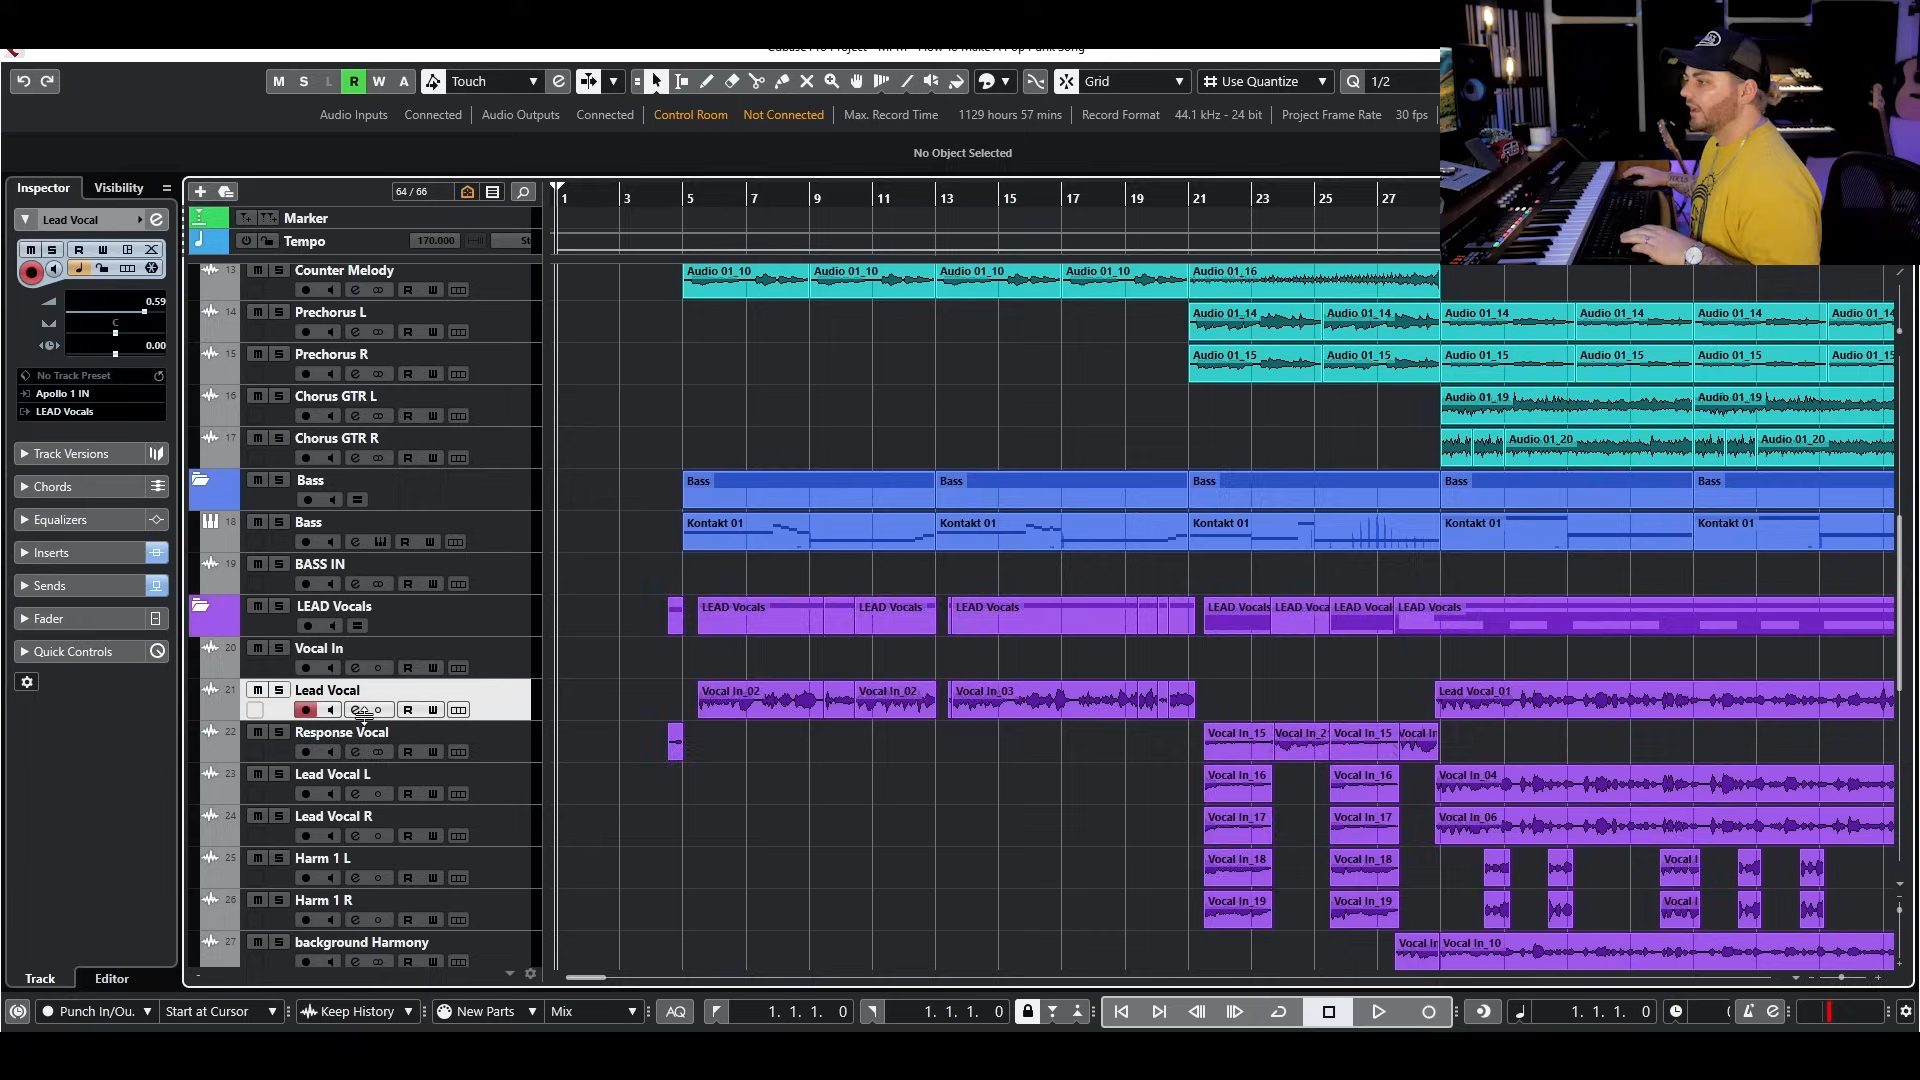 Cubase Pro Project - MPM - How To Make A Pop Punk Song
M S L R W A Touch Grid Use Quantize Q 1/2
Audio Inputs Connected Audio Outputs Connected Control Room Not Connected Max. Record Time 1129 hours 57 mins Record Format 44.1 kHz - 24 bit Project Frame Rate 30 fps
No Object Selected
Inspector Visibility
64 / 66
1 3 5 7 9 11 13 15 17 19 21 23 25 27
Lead Vocal
M S R W
0.59
C
0.00
No Track Preset
Apollo 1 IN
LEAD Vocals
Track Versions
Chords
Equalizers
Inserts
Sends
Fader
Quick Controls
Track Editor
Marker
Tempo 170.000 St
13 M S Counter Melody
R W
Audio 01_10 Audio 01_10 Audio 01_10 Audio 01_10 Audio 01_16
14 M S Prechorus L
R W
Audio 01_14 Audio 01_14 Audio 01_14 Audio 01_14 Audio 01_14 Audio 01_14
15 M S Prechorus R
R W
Audio 01_15 Audio 01_15 Audio 01_15 Audio 01_15 Audio 01_15 Audio 01_15
16 M S Chorus GTR L
R W
Audio 01_19 Audio 01_19
17 M S Chorus GTR R
R W
Audio 01_20 Audio 01_20
M S Bass
Bass Bass Bass Bass Bass
18 M S Bass
R W
Kontakt 01 Kontakt 01 Kontakt 01 Kontakt 01 Kontakt 01
19 M S BASS IN
R W
M S LEAD Vocals
LEAD Vocals LEAD Vocals LEAD Vocals LEAD Vocals LEAD Voca LEAD Vocal LEAD Vocals
20 M S Vocal In
R W
21 M S Lead Vocal
R W
Vocal In_02 Vocal In_02 Vocal In_03 Lead Vocal_01
22 M S Response Vocal
R W
Vocal In_15 Vocal In_2 Vocal In_15 Vocal In
23 M S Lead Vocal L
R W
Vocal In_16 Vocal In_16 Vocal In_04
24 M S Lead Vocal R
R W
Vocal In_17 Vocal In_17 Vocal In_06
25 M S Harm 1 L
R W
Vocal In_18 Vocal In_18 Vocal I
26 M S Harm 1 R
R W
Vocal In_19 Vocal In_19 Vocal I
27 M S background Harmony
R W
Vocal In Vocal In_10
Punch In/Ou. Start at Cursor Keep History New Parts Mix AQ 1. 1. 1. 0 1. 1. 1. 0 1. 1. 1. 0